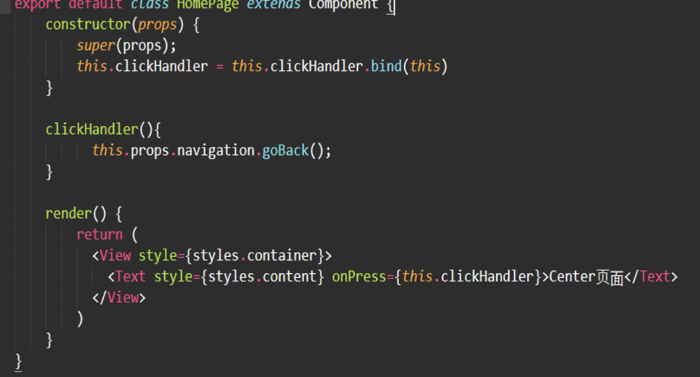 export default class HomePage extends Component {
constructor(props) {
super(props);
this.clickHandler = this.clickHandler.bind(this)
}
clickHandler(){
this.props.navigation.goBack();
}
render() {
return (
<View style={styles.container}>
<Text style={styles.content} onPress={this.clickHandler}>Center页面</Text>
</View>
)
}
}